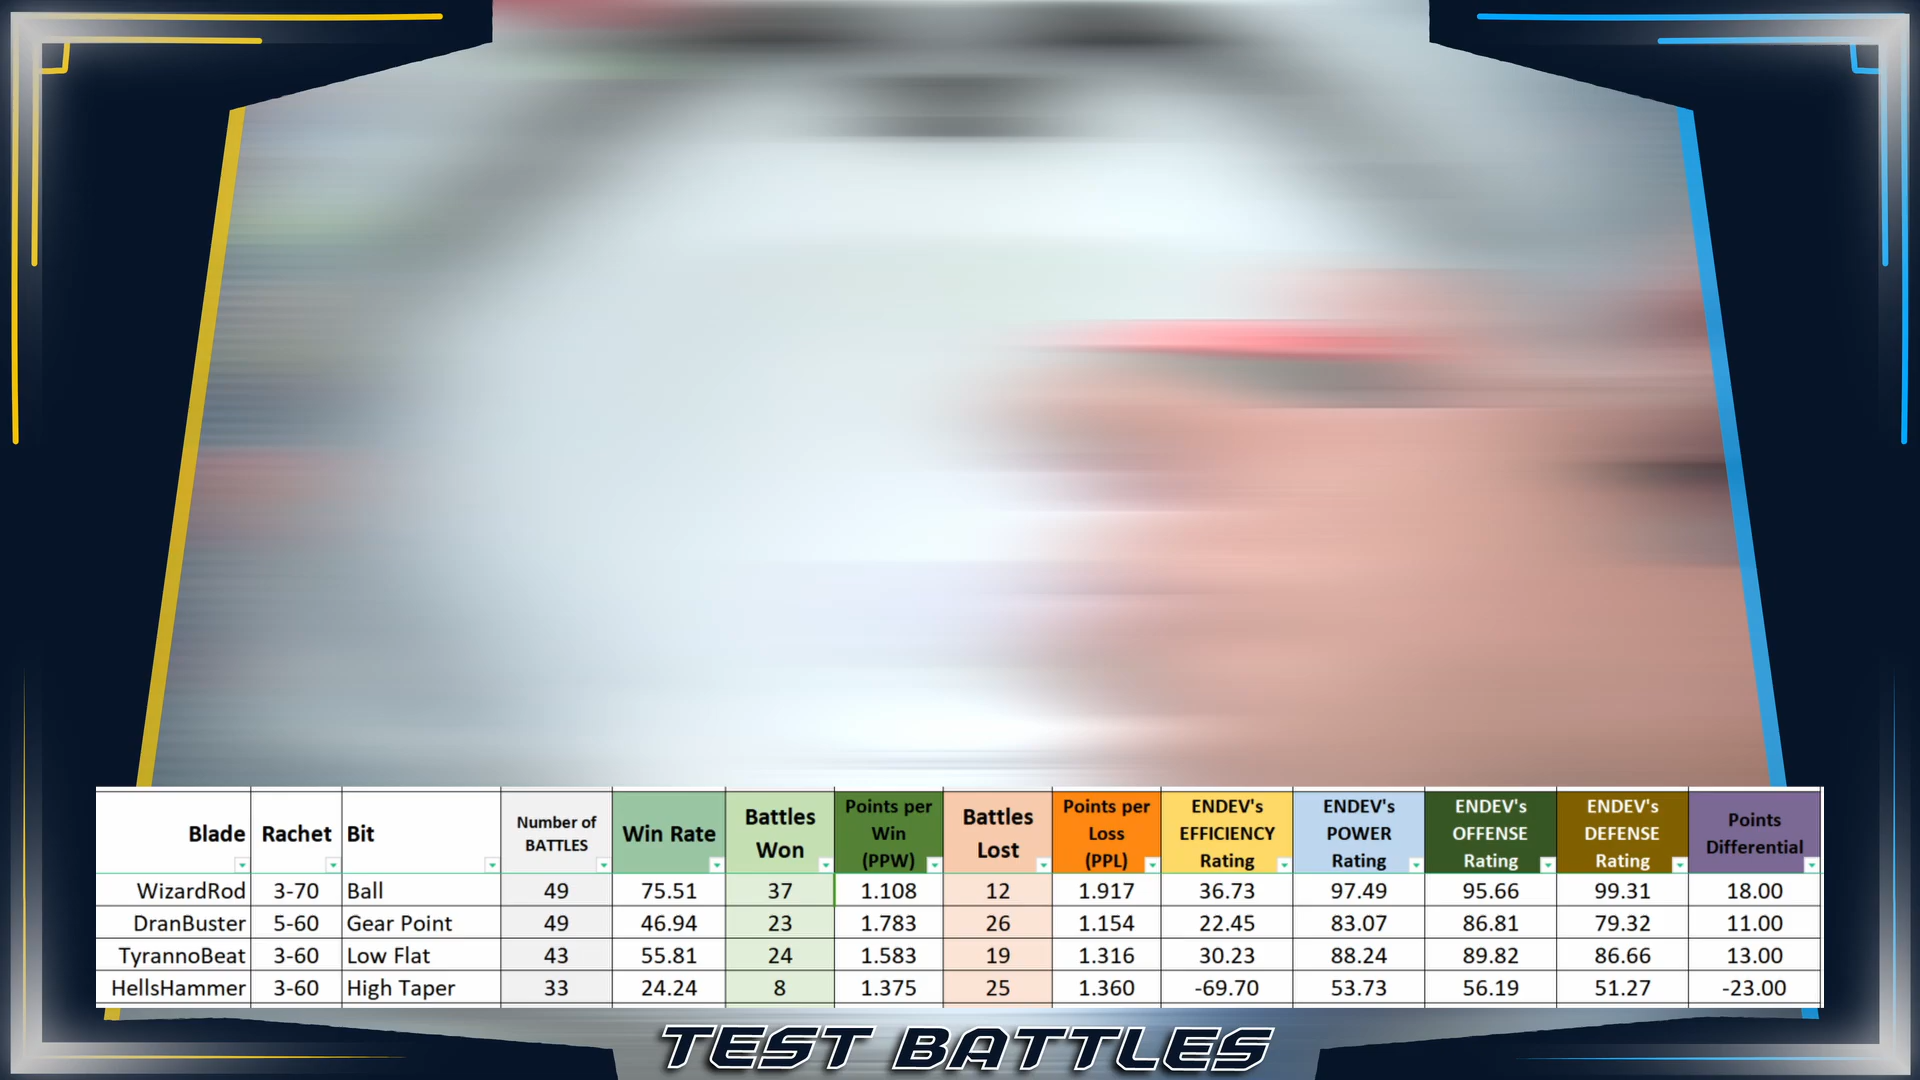 Blade Rachet Bit Number of BATTLES Win Rate Battles Won Points per Win (PPW) Battles Lost Points per Loss (PPL) ENDEV's EFFICIENCY Rating ENDEV's POWER Rating ENDEV's OFFENSE Rating ENDEV's DEFENSE Rating Points Differential
WizardRod 3-70 Ball 49 75.51 37 1.108 12 1.917 36.73 97.49 95.66 99.31 18.00
DranBuster 5-60 Gear Point 49 46.94 23 1.783 26 1.154 22.45 83.07 86.81 79.32 11.00
TyrannoBeat 3-60 Low Flat 43 55.81 24 1.583 19 1.316 30.23 88.24 89.82 86.66 13.00
HellsHammer 3-60 High Taper 33 24.24 8 1.375 25 1.360 -69.70 53.73 56.19 51.27 -23.00
TEST BATTLES